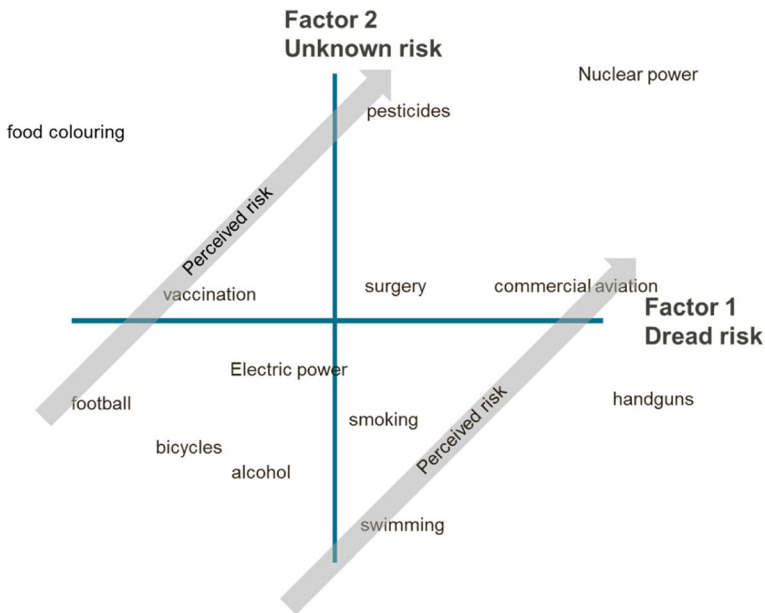 Factor 2
Unknown risk
Nuclear power
pesticides
food colouring
Perceived risk
vaccination
surgery
commercial aviation
Factor 1
Dread risk
Electric power
football
handguns
smoking
Perceived risk
bicycles
alcohol
swimming